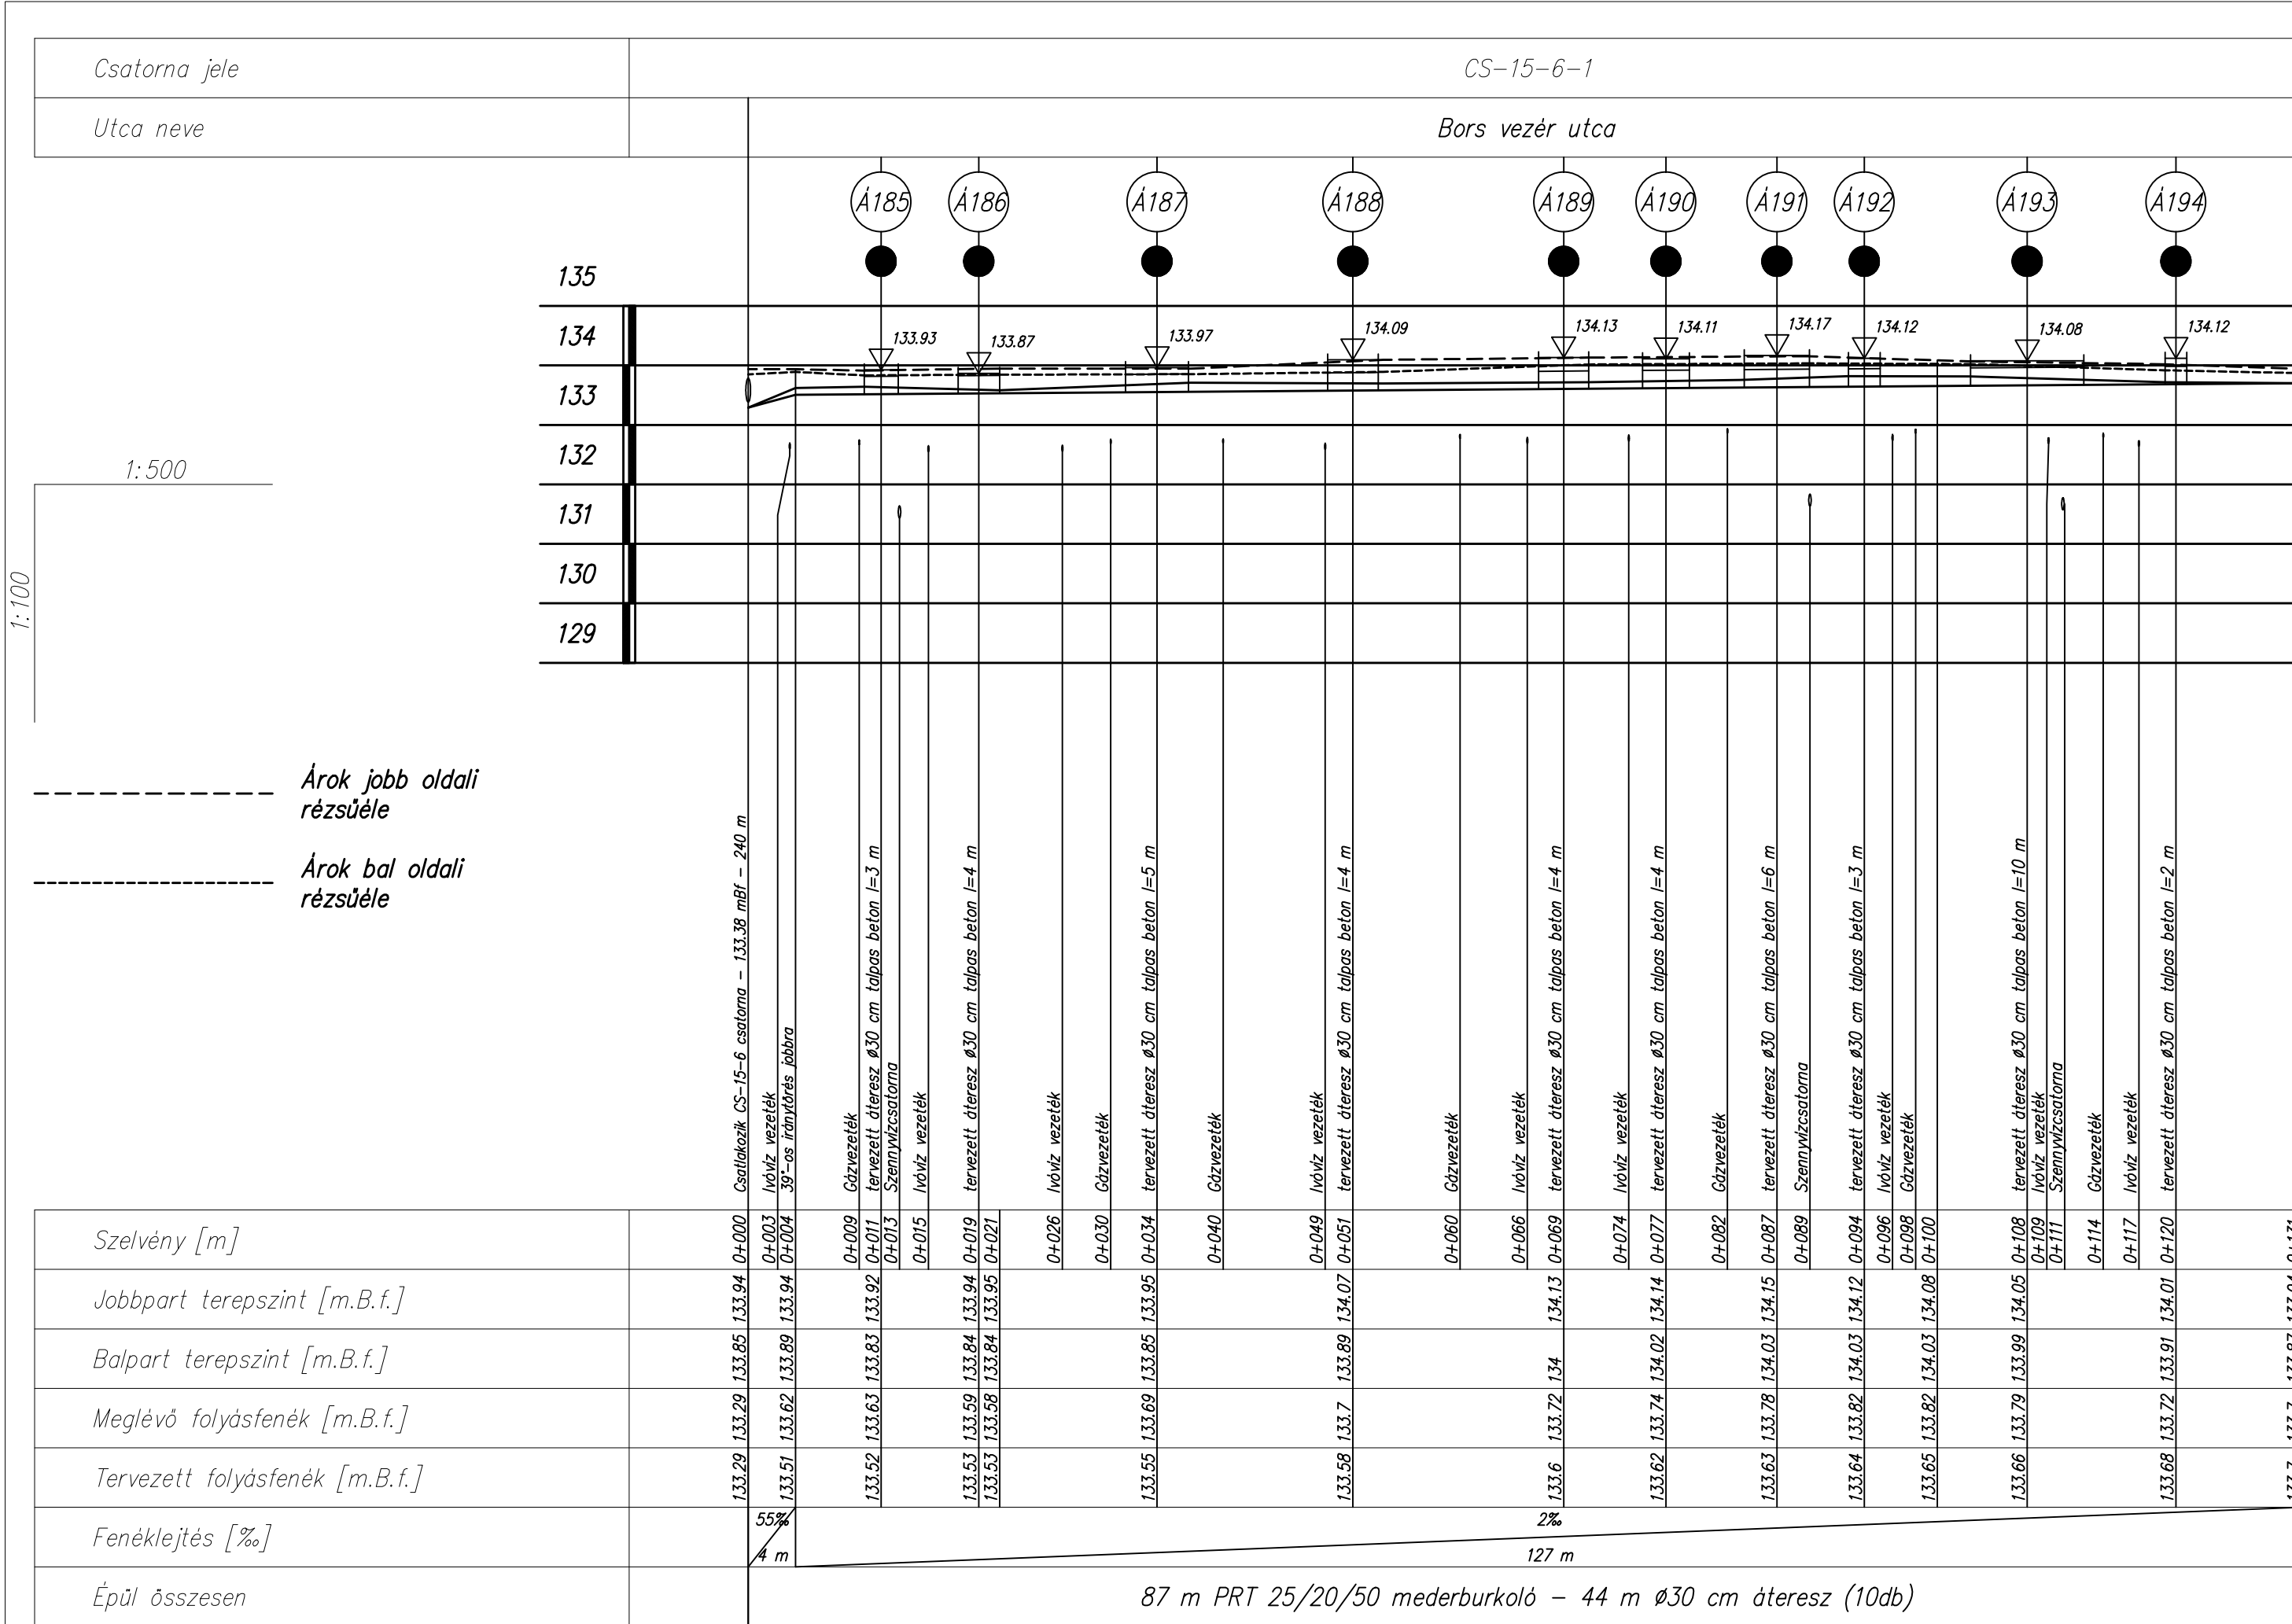 Csatorna jele
CS-15-6-1
Utca neve
Bors vezér utca
Á185
Á186
Á187
Á188
Á189
Á190
Á191
Á192
Á193
Á194
135
134
133
132
131
130
129
133.93
133.87
133.97
134.09
134.13
134.11
134.17
134.12
134.08
134.12
1:500
1:100
Árok jobb oldali
rézsűéle
Árok bal oldali
rézsűéle
Csatlakozik CS-15-6 csatorna - 133.38 mBf - 240 m
Ivóvíz vezeték
39°-os iránytörés jobbra
Gázvezeték
tervezett áteresz ø30 cm talpas beton l=3 m
Szennyvízcsatorna
Ivóvíz vezeték
tervezett áteresz ø30 cm talpas beton l=4 m
Ivóvíz vezeték
Gázvezeték
tervezett áteresz ø30 cm talpas beton l=5 m
Gázvezeték
Ivóvíz vezeték
tervezett áteresz ø30 cm talpas beton l=4 m
Gázvezeték
Ivóvíz vezeték
tervezett áteresz ø30 cm talpas beton l=4 m
Ivóvíz vezeték
tervezett áteresz ø30 cm talpas beton l=4 m
Gázvezeték
tervezett áteresz ø30 cm talpas beton l=6 m
Szennyvízcsatorna
tervezett áteresz ø30 cm talpas beton l=3 m
Ivóvíz vezeték
Gázvezeték
tervezett áteresz ø30 cm talpas beton l=10 m
Ivóvíz vezeték
Szennyvízcsatorna
Gázvezeték
Ivóvíz vezeték
tervezett áteresz ø30 cm talpas beton l=2 m
Szelvény [m]
0+000
0+003
0+004
0+009
0+011
0+013
0+015
0+019
0+021
0+026
0+030
0+034
0+040
0+049
0+051
0+060
0+066
0+069
0+074
0+077
0+082
0+087
0+089
0+094
0+096
0+098
0+100
0+108
0+109
0+111
0+114
0+117
0+120
Jobbpart terepszint [m.B.f.]
133.94
133.94
133.92
133.94
133.95
133.95
134.07
134.13
134.14
134.15
134.12
134.08
134.05
134.01
Balpart terepszint [m.B.f.]
133.85
133.89
133.83
133.84
133.84
133.85
133.89
134
134.02
134.03
134.03
134.03
133.99
133.91
Meglévő folyásfenék [m.B.f.]
133.29
133.62
133.63
133.59
133.58
133.69
133.7
133.72
133.74
133.78
133.82
133.82
133.79
133.72
Tervezett folyásfenék [m.B.f.]
133.29
133.51
133.52
133.53
133.53
133.55
133.58
133.6
133.62
133.63
133.64
133.65
133.66
133.68
Fenéklejtés [‰]
55‰
4 m
2‰
127 m
Épül összesen
87 m PRT 25/20/50 mederburkoló - 44 m ø30 cm áteresz (10db)